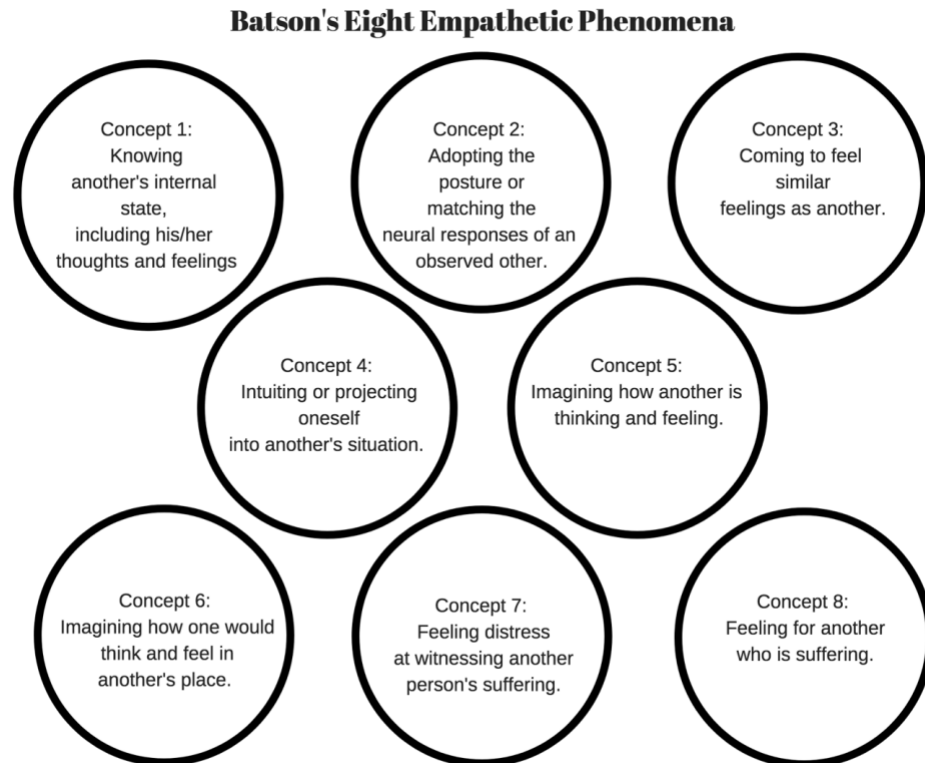 Batson's Eight Empathetic Phenomena
Concept 1:
Knowing
another's internal
state,
including his/her
thoughts and feelings
Concept 2:
Adopting the
posture or
matching the
neural responses of an
observed other.
Concept 3:
Coming to feel
similar
feelings as another.
Concept 4:
Intuiting or projecting
oneself
into another's situation.
Concept 5:
Imagining how another is
thinking and feeling.
Concept 6:
Imagining how one would
think and feel in
another's place.
Concept 7:
Feeling distress
at witnessing another
person's suffering.
Concept 8:
Feeling for another
who is suffering.